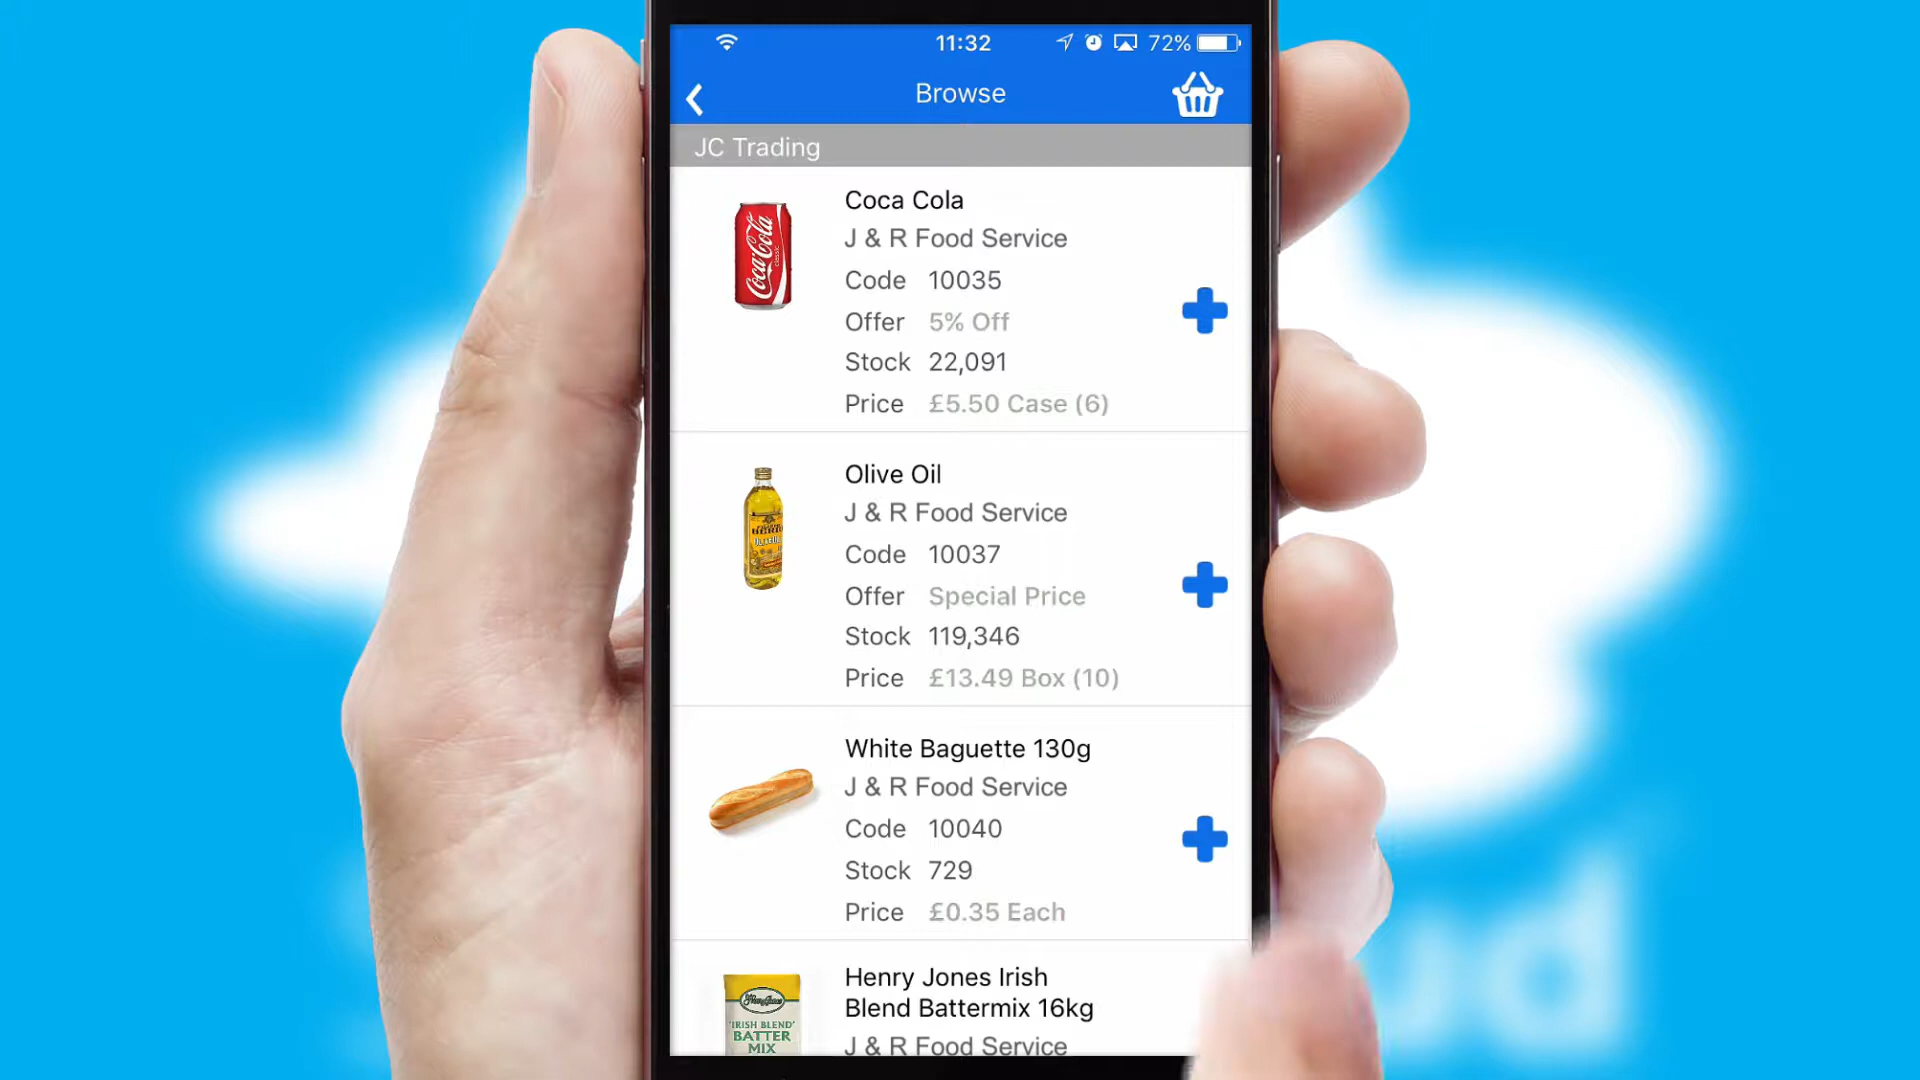 11:32
72%
Browse
JC Trading
Coca Cola
J & R Food Service
Code 10035
Offer 5% Off
Stock 22,091
Price £5.50 Case (6)
Coca-Cola
classic
Olive Oil
J & R Food Service
Code 10037
Offer Special Price
Stock 119,346
Price £13.49 Box (10)
White Baguette 130g
J & R Food Service
Code 10040
Stock 729
Price £0.35 Each
Henry Jones Irish
Blend Battermix 16kg
J & R Food Service
'IRISH BLEND'
BATTER
MIX